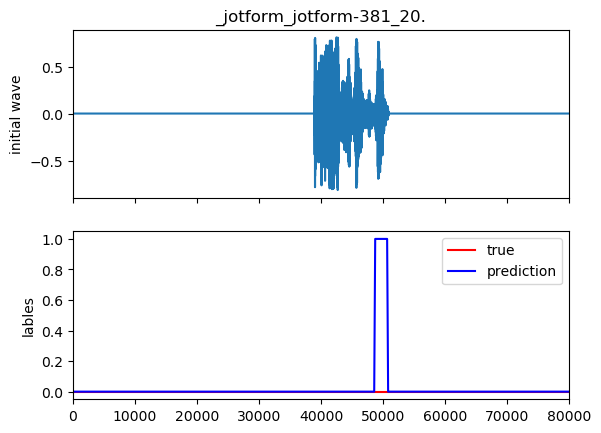 _jotform_jotform-381_20.
initial wave
0.5
0.0
−0.5
lables
1.0
0.8
0.6
0.4
0.2
0.0
true
prediction
0 10000 20000 30000 40000 50000 60000 70000 80000